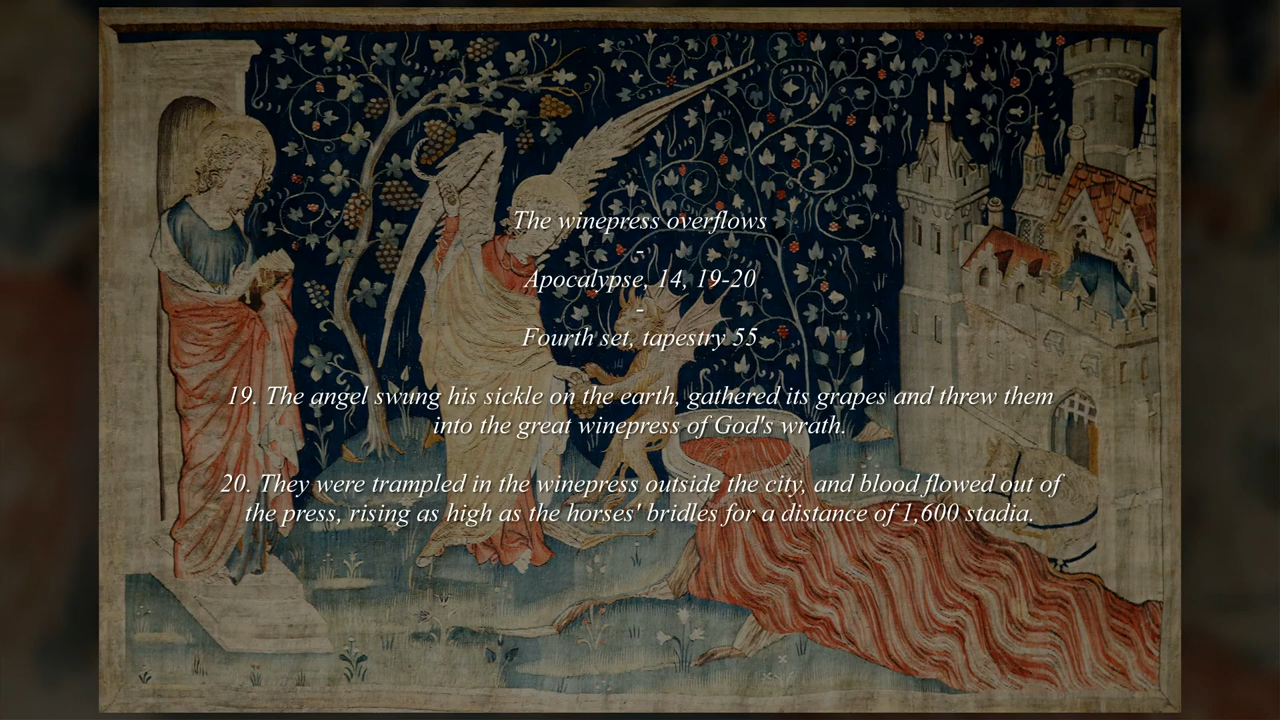 The winepress overflows
-
Apocalypse, 14, 19-20
-
Fourth set, tapestry 55
19. The angel swung his sickle on the earth, gathered its grapes and threw them
into the great winepress of God's wrath.
20. They were trampled in the winepress outside the city, and blood flowed out of
the press, rising as high as the horses' bridles for a distance of 1,600 stadia.